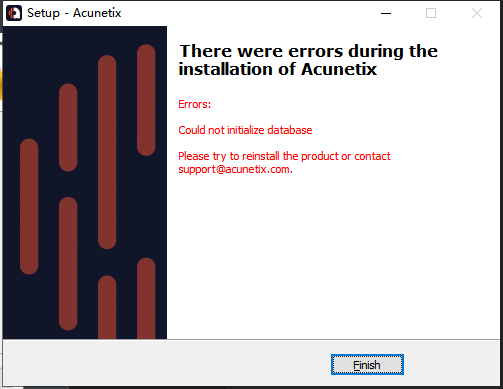 Setup - Acunetix
There were errors during the
installation of Acunetix
Errors:
Could not initialize database
Please try to reinstall the product or contact
support@acunetix.com.
Finish